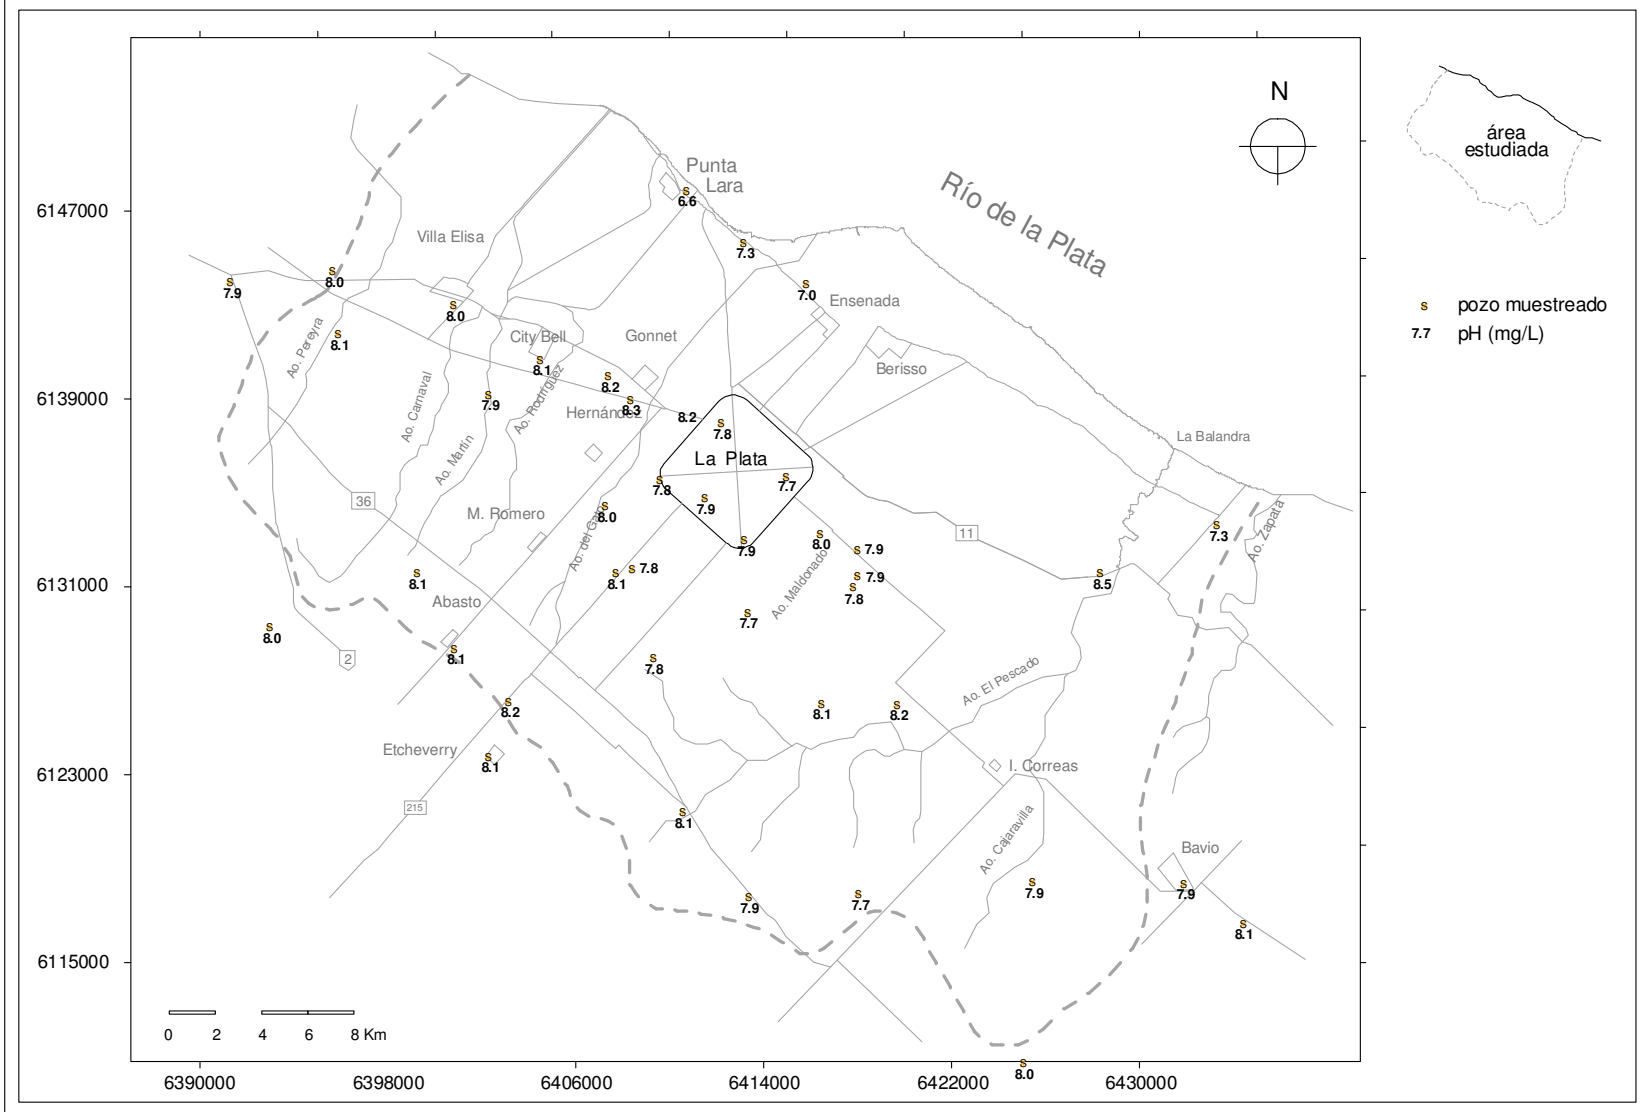 N
Punta
Lara
Río de la Plata
área
estudiada
6147000
6.6
Villa Elisa
7.3
8.0
7.9
7.0
Ensenada
8.0
pozo muestreado
7.7 pH (mg/L)
8.1
Ao. Pereyra
City Bell
Gonnet
8.1
Berisso
8.2
6139000
7.9
Ao. Carnaval
Ao. Rodríguez
Hernández
8.3
8.2
7.8
La Balandra
Ao. Martín
La Plata
7.8
7.7
36
7.9
M. Romero
8.0
Ao. del Gato
7.9
8.0
7.9
11
7.3
Ao. Zapata
6131000
8.1
8.1
7.8
Ao. Maldonado
7.9
7.8
8.5
Abasto
7.7
8.0
2
8.1
7.8
Ao. El Pescado
8.2
8.1
8.2
Etcheverry
8.1
6123000
I. Correas
215
8.1
Ao. Cajaravilla
Bavio
7.9
7.7
7.9
7.9
8.1
6115000
0 2 4 6 8 Km
8.0
6390000 6398000 6406000 6414000 6422000 6430000